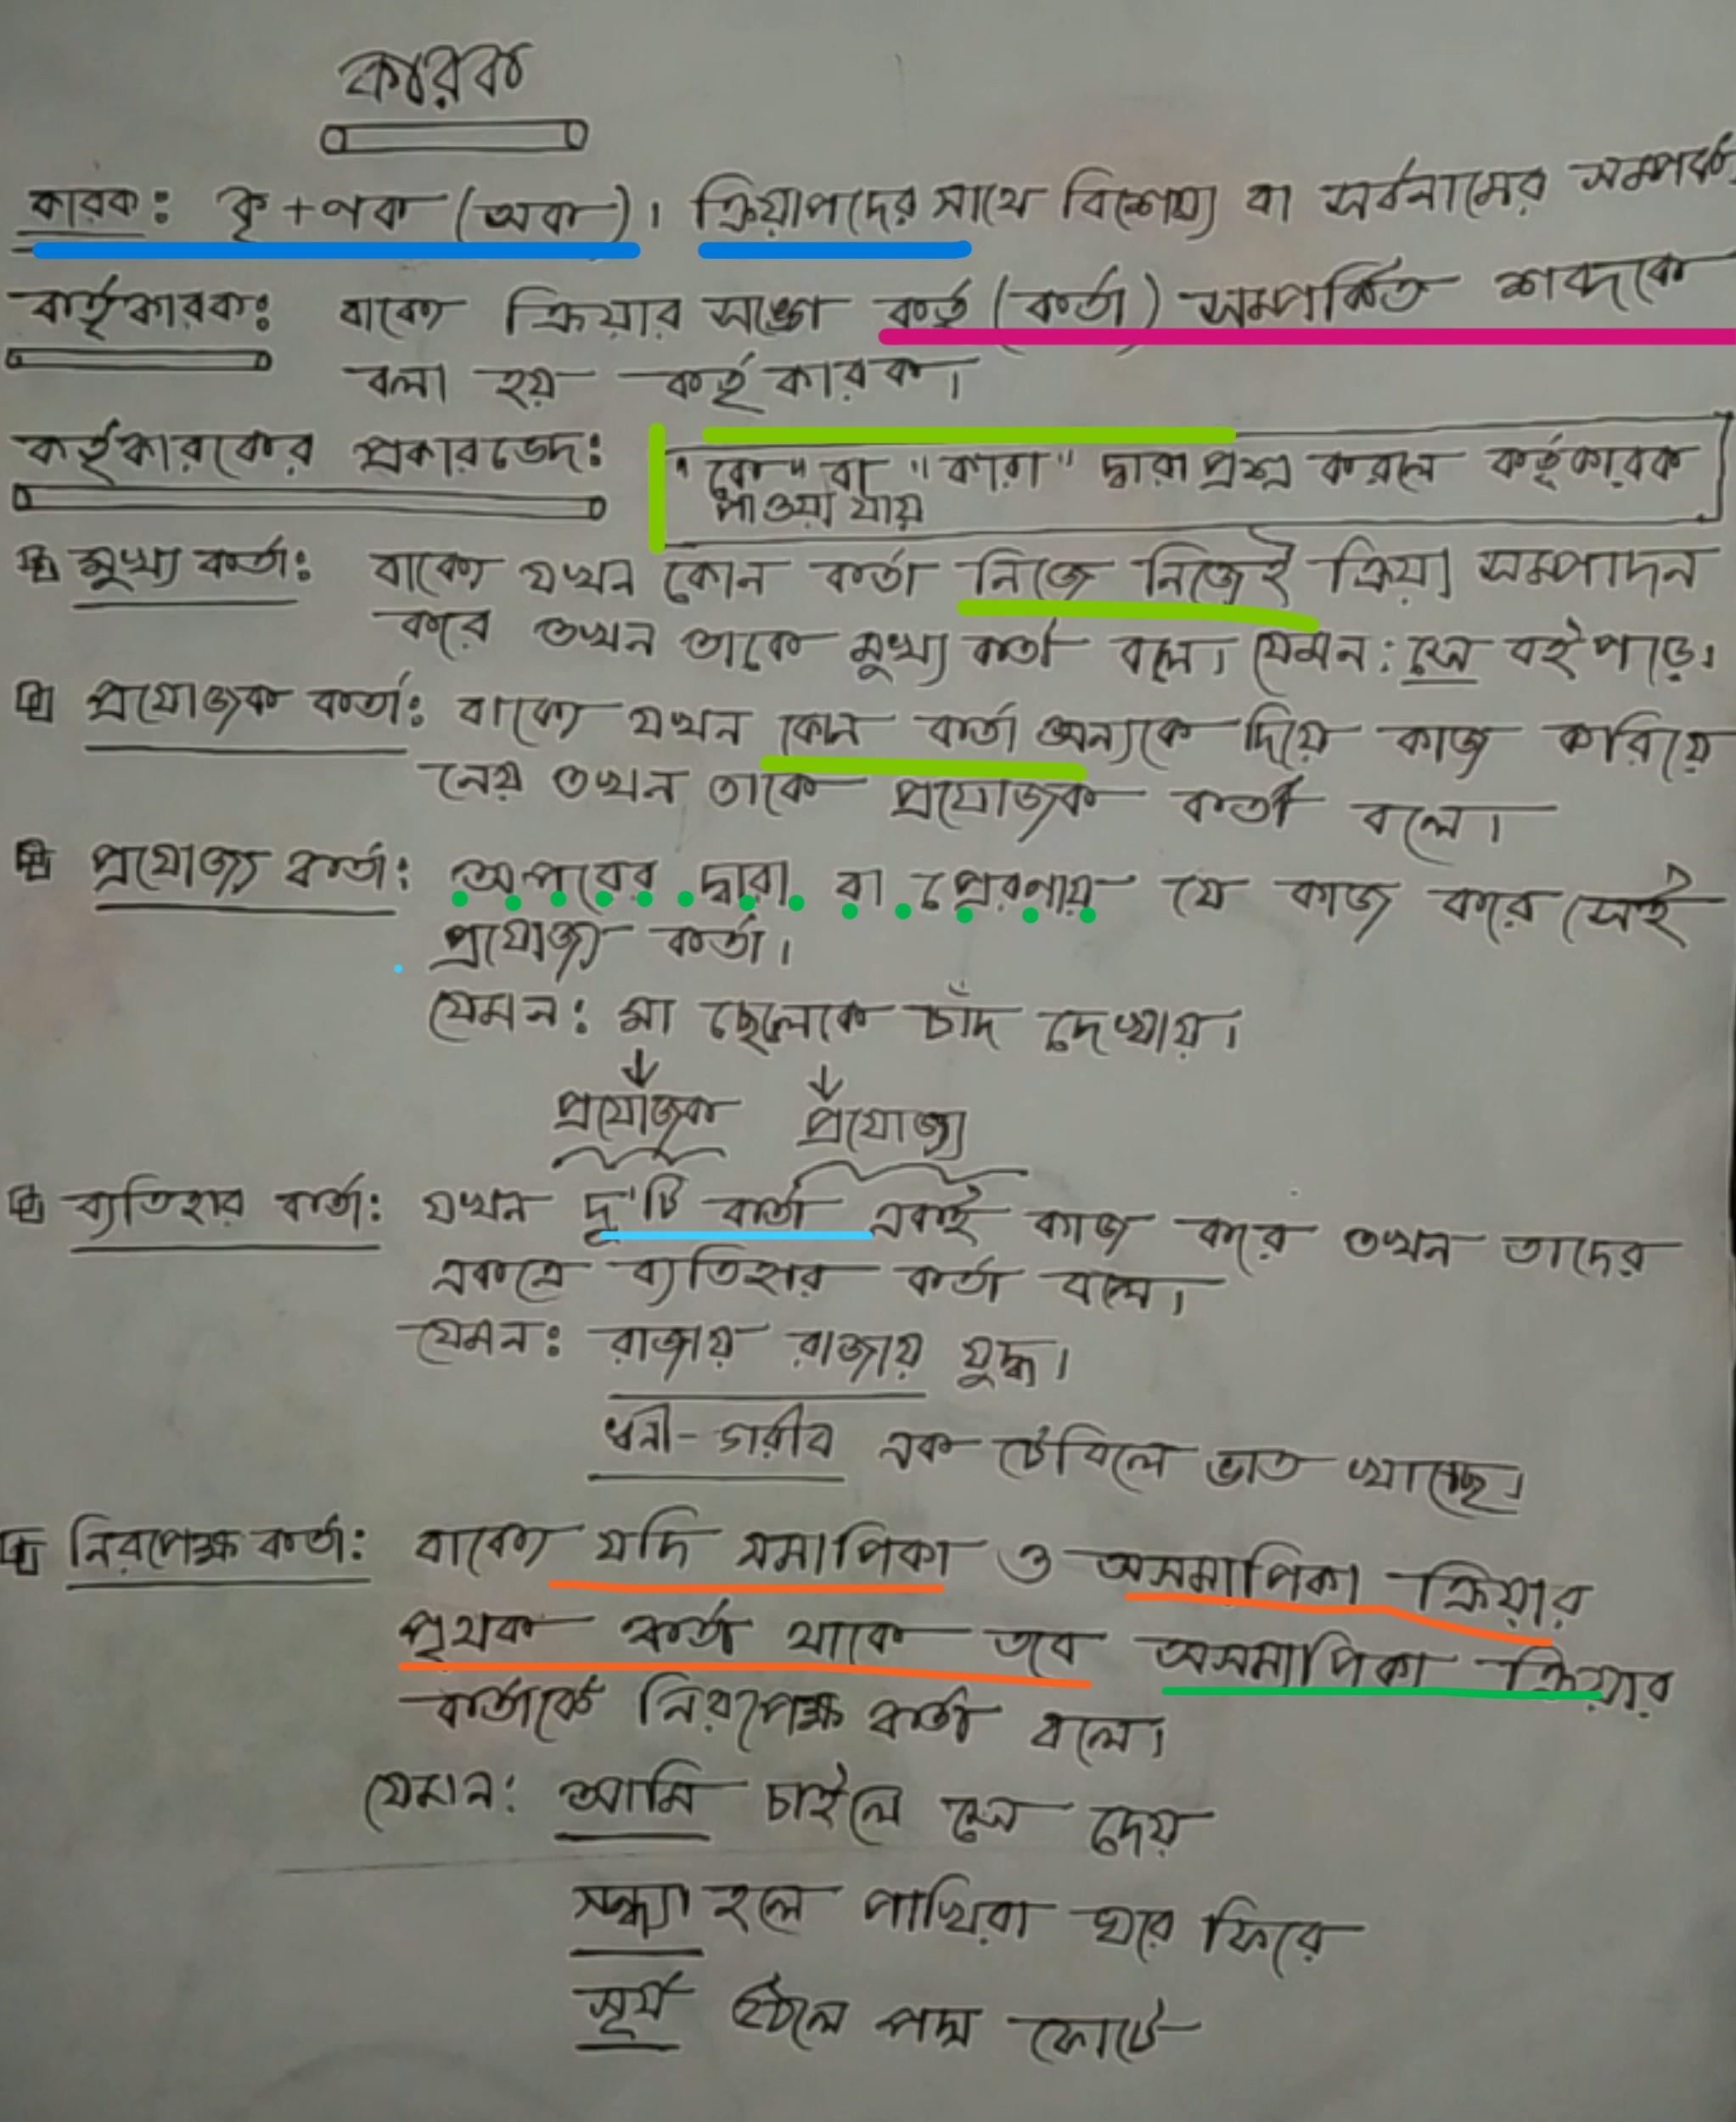 কারক
কারক: কৃ + ণক (অক)। ক্রিয়াপদের সাথে বিশেষ্য বা সর্বনামের সম্পর্ক
কর্তৃকারক: বাক্যে ক্রিয়ার সঙ্গে কর্তৃ (কর্তা) সম্পর্কিত শব্দকে
বলা হয় কর্তৃকারক।
কর্তৃকারকের প্রকারভেদ: "কে" বা "কারা" দ্বারা প্রশ্ন করলে কর্তৃকারক
পাওয়া যায়
মুখ্য কর্তা: বাক্যে যখন কোন কর্তা নিজে নিজেই ক্রিয়া সম্পাদন
করে তখন তাকে মুখ্য কর্তা বলে। যেমন: সে বই পড়ে।
প্রযোজক কর্তা: বাক্যে যখন কোন কর্তা অন্যকে দিয়ে কাজ করিয়ে
নেয় তখন তাকে প্রযোজক কর্তা বলে।
প্রযোজ্য কর্তা: অপরের দ্বারা বা প্রেরণায় যে কাজ করে সেই
প্রযোজ্য কর্তা।
যেমন: মা ছেলেকে চাঁদ দেখায়।
↓ ↓
প্রযোজক প্রযোজ্য
ব্যতিহার কর্তা: যখন দু'টি কর্তা একই কাজ করে তখন তাদের
একত্রে ব্যতিহার কর্তা বলে।
যেমন: রাজায় রাজায় যুদ্ধ।
ধনী-গরীব এক টেবিলে ভাত খাচ্ছে।
নিরপেক্ষ কর্তা: বাক্যে যদি সমাপিকা ও অসমাপিকা ক্রিয়ার
পৃথক কর্তা থাকে তবে অসমাপিকা ক্রিয়ার
কর্তাকে নিরপেক্ষ কর্তা বলে।
যেমন: আমি চাইলে সে দেয়
সন্ধ্যা হলে পাখিরা ঘরে ফিরে
সূর্য উঠলে পদ্ম ফোটে